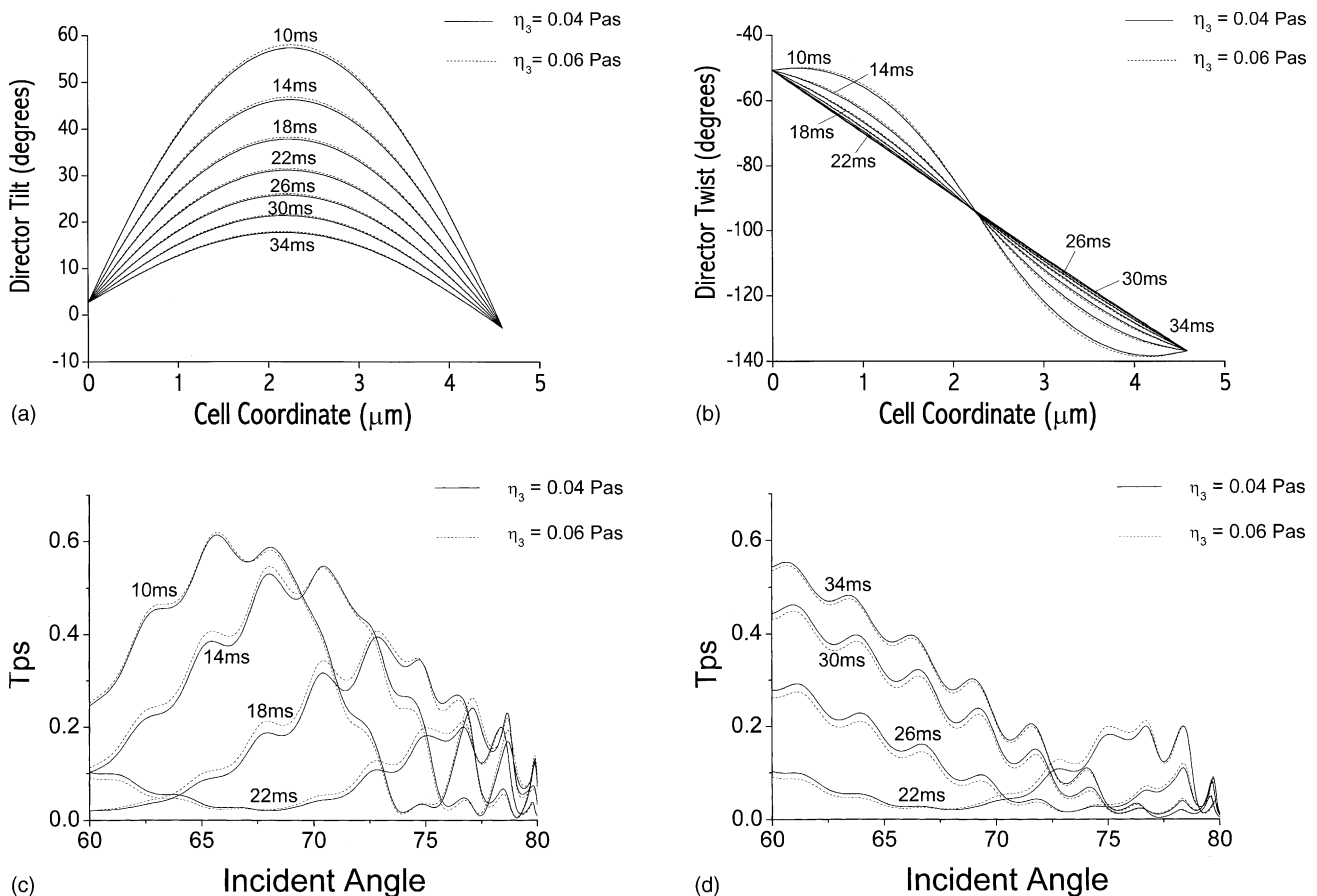 η3 = 0.04 Pas
η3 = 0.06 Pas
60
50
40
30
20
10
0
-10
Director Tilt (degrees)
10ms
14ms
18ms
22ms
26ms
30ms
34ms
0 1 2 3 4 5
(a) Cell Coordinate (μm)
η3 = 0.04 Pas
η3 = 0.06 Pas
-40
-60
-80
-100
-120
-140
Director Twist (degrees)
10ms
14ms
18ms
22ms
26ms
30ms
34ms
0 1 2 3 4 5
(b) Cell Coordinate (μm)
η3 = 0.04 Pas
η3 = 0.06 Pas
0.6
0.4
0.2
0.0
Tps
10ms
14ms
18ms
22ms
60 65 70 75 80
(c) Incident Angle
η3 = 0.04 Pas
η3 = 0.06 Pas
0.6
0.4
0.2
0.0
Tps
34ms
30ms
26ms
22ms
60 65 70 75 80
(d) Incident Angle